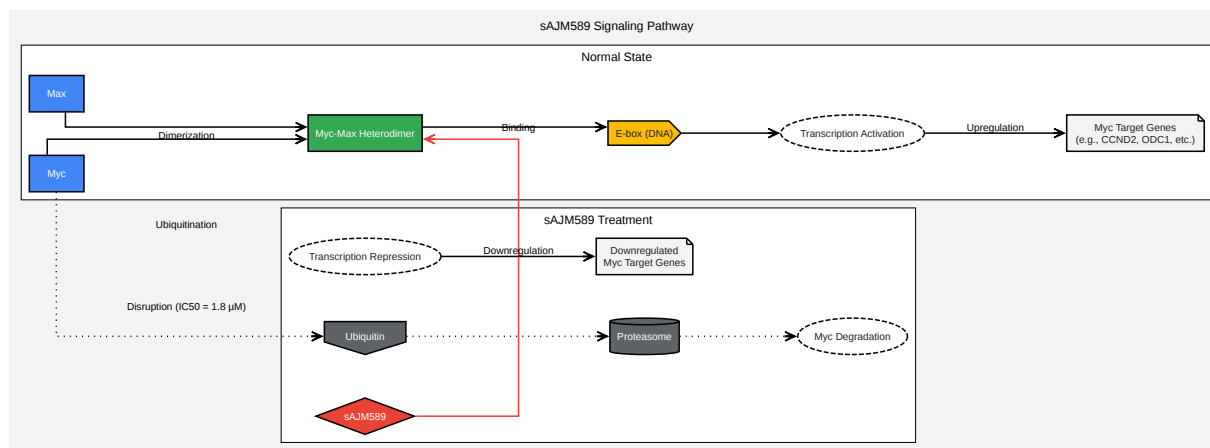 sAJM589 Signaling Pathway
Normal State
Max
Dimerization
Myc
Myc-Max Heterodimer
Binding
E-box (DNA)
Transcription Activation
Upregulation
Myc Target Genes
(e.g., CCND2, ODC1, etc.)
Ubiquitination
sAJM589 Treatment
Transcription Repression
Downregulation
Downregulated
Myc Target Genes
Disruption (IC50 = 1.8 µM)
Ubiquitin
Proteasome
Myc Degradation
sAJM589